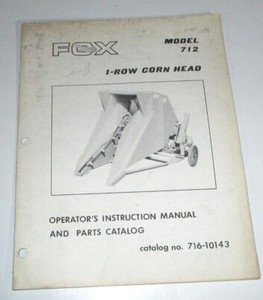 FOX
MODEL
712
1-ROW CORN HEAD
OPERATOR'S INSTRUCTION MANUAL
AND PARTS CATALOG
catalog no. 716-10143